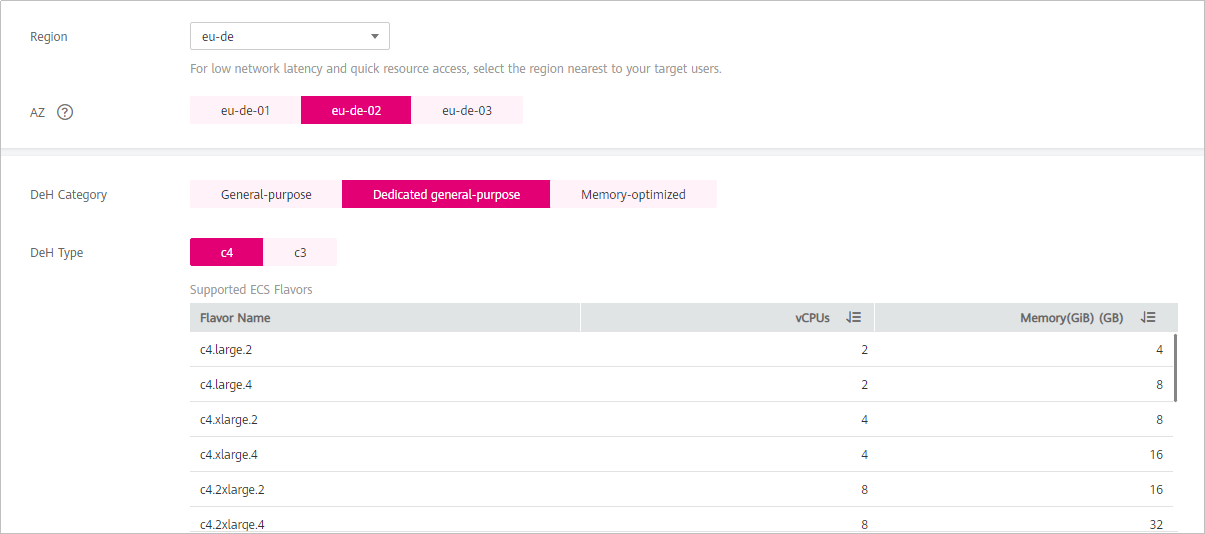 Region eu-de
For low network latency and quick resource access, select the region nearest to your target users.
AZ ? eu-de-01 eu-de-02 eu-de-03
DeH Category General-purpose Dedicated general-purpose Memory-optimized
DeH Type c4 c3
Supported ECS Flavors
Flavor Name vCPUs Memory(GiB) (GB)
c4.large.2 2 4
c4.large.4 2 8
c4.xlarge.2 4 8
c4.xlarge.4 4 16
c4.2xlarge.2 8 16
c4.2xlarge.4 8 32